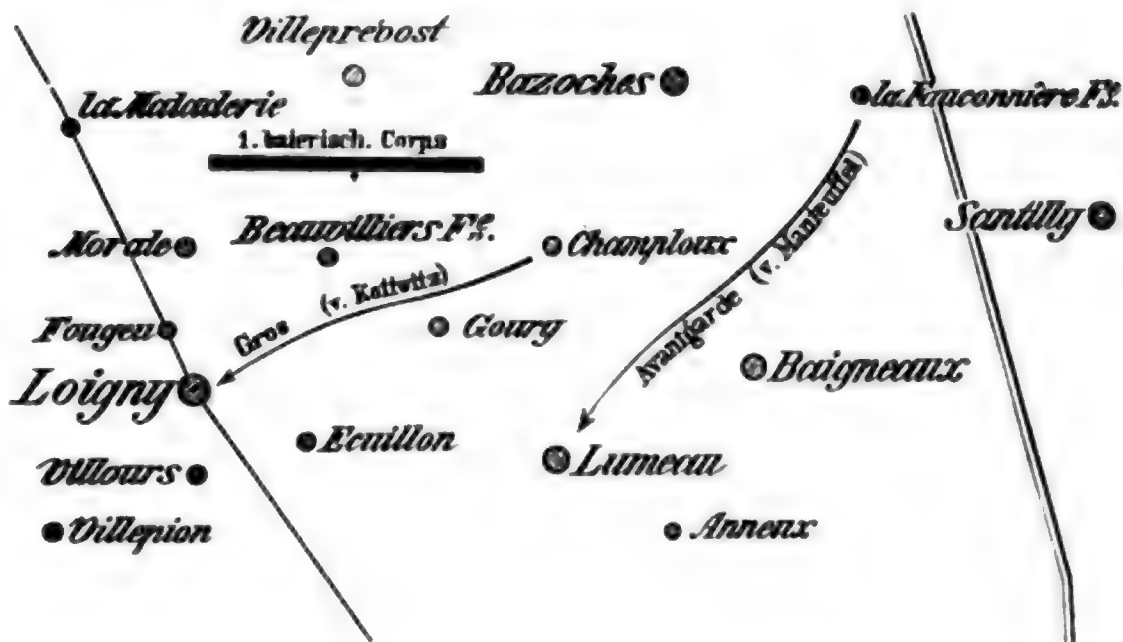 Villeprebost
Bazoches
la Fauconnière Fe.
la Maladerie
1. baierisch. Corps
Santilly
Morale
Beauvilliers Fe.
Champloux
Avantgarde (v. Manteuffel)
Gros (v. Kottwitz)
Fougeu
Goury
Loigny
Baigneaux
Ecuillon
Lumeau
Villours
Villepion
Anneux